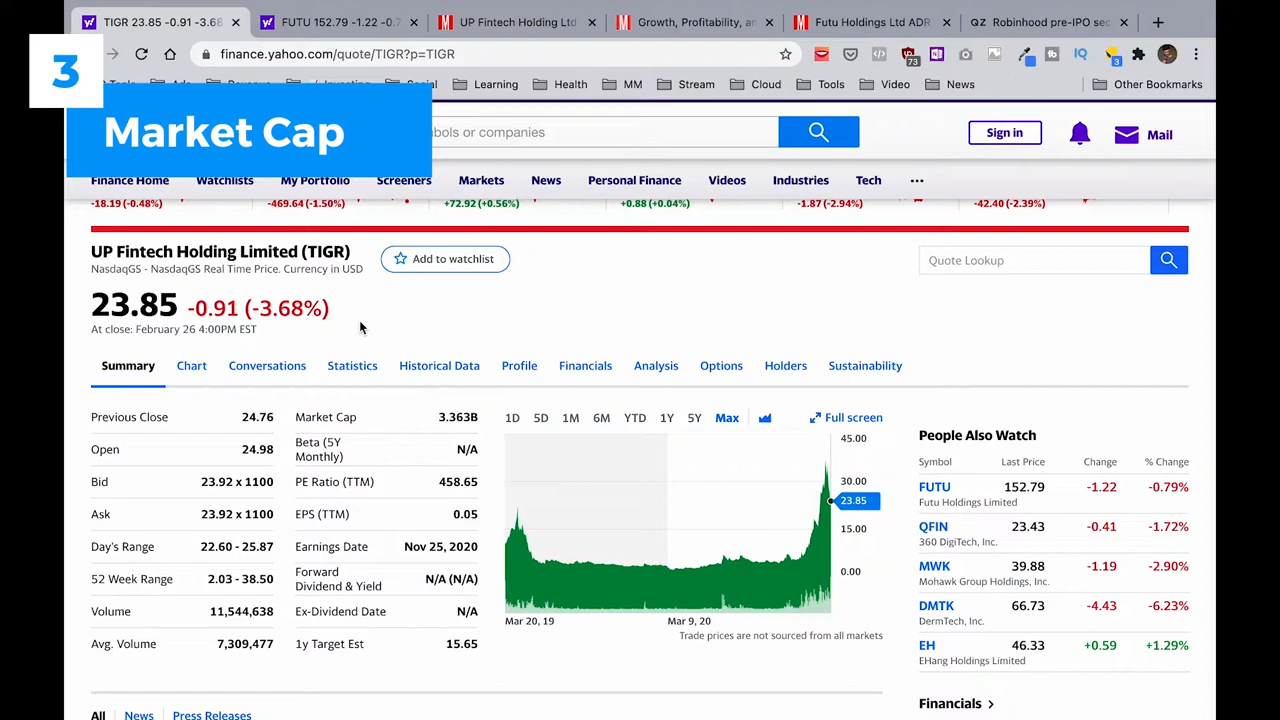 TIGR 23.85 -0.91 -3.68
FUTU 152.79 -1.22 -0.7
UP Fintech Holding Ltd
Growth, Profitability, and
Futu Holdings Ltd ADR
QZ Robinhood pre-IPO sec
finance.yahoo.com/quote/TIGR?p=TIGR
73
IQ
3
3
Learning
Health
MM
Stream
Cloud
Tools
Video
News
Other Bookmarks
Market Cap
bols or companies
Sign in
Mail
Finance Home
Watchlists
My Portfolio
Screeners
Markets
News
Personal Finance
Videos
Industries
Tech
...
-18.19 (-0.48%)
-469.64 (-1.50%)
+72.92 (+0.56%)
+0.88 (+0.04%)
-1.87 (-2.94%)
-42.40 (-2.39%)
UP Fintech Holding Limited (TIGR)
NasdaqGS - NasdaqGS Real Time Price. Currency in USD
Add to watchlist
Quote Lookup
23.85 -0.91 (-3.68%)
At close: February 26 4:00PM EST
Summary
Chart
Conversations
Statistics
Historical Data
Profile
Financials
Analysis
Options
Holders
Sustainability
Previous Close 24.76
Open 24.98
Bid 23.92 x 1100
Ask 23.92 x 1100
Day's Range 22.60 - 25.87
52 Week Range 2.03 - 38.50
Volume 11,544,638
Avg. Volume 7,309,477
Market Cap 3.363B
Beta (5Y
Monthly) N/A
PE Ratio (TTM) 458.65
EPS (TTM) 0.05
Earnings Date Nov 25, 2020
Forward
Dividend & Yield N/A (N/A)
Ex-Dividend Date N/A
1y Target Est 15.65
1D 5D 1M 6M YTD 1Y 5Y Max
Full screen
45.00
30.00
23.85
15.00
0.00
Mar 20, 19
Mar 9, 20
Trade prices are not sourced from all markets
People Also Watch
Symbol Last Price Change % Change
FUTU 152.79 -1.22 -0.79%
Futu Holdings Limited
QFIN 23.43 -0.41 -1.72%
360 DigiTech, Inc.
MWK 39.88 -1.19 -2.90%
Mohawk Group Holdings, Inc.
DMTK 66.73 -4.43 -6.23%
DermTech, Inc.
EH 46.33 +0.59 +1.29%
EHang Holdings Limited
Financials
All
News
Press Releases